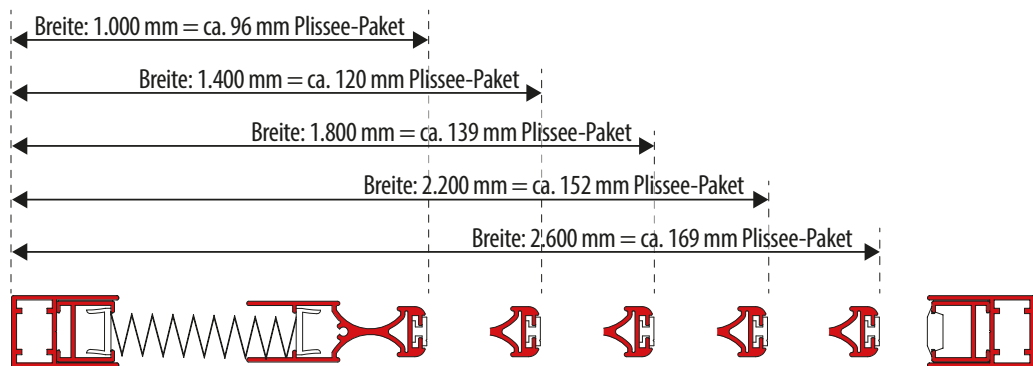 Breite: 1.000 mm = ca. 96 mm Plissee-Paket
Breite: 1.400 mm = ca. 120 mm Plissee-Paket
Breite: 1.800 mm = ca. 139 mm Plissee-Paket
Breite: 2.200 mm = ca. 152 mm Plissee-Paket
Breite: 2.600 mm = ca. 169 mm Plissee-Paket